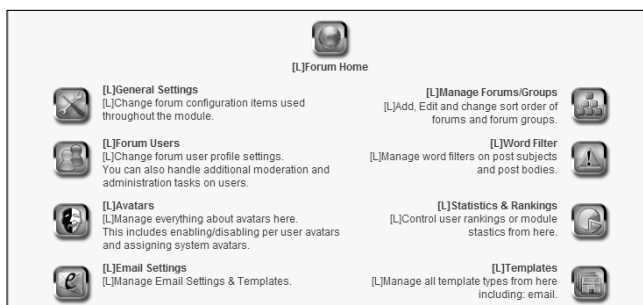 [L]Forum Home
[L]General Settings
[L]Change forum configuration items used
throughout the module.
[L]Manage Forums/Groups
[L]Add, Edit and change sort order of
forums and forum groups.
[L]Forum Users
[L]Change forum user profile settings.
You can also handle additional moderation and
administration tasks on users.
[L]Word Filter
[L]Manage word filters on post subjects
and post bodies.
[L]Avatars
[L]Manage everything about avatars here.
This includes enabling/disabling per user avatars
and assigning system avatars.
[L]Statistics & Rankings
[L]Control user rankings or module
stastics from here.
[L]Email Settings
[L]Manage Email Settings & Templates.
[L]Templates
[L]Manage all template types from here
including: email.